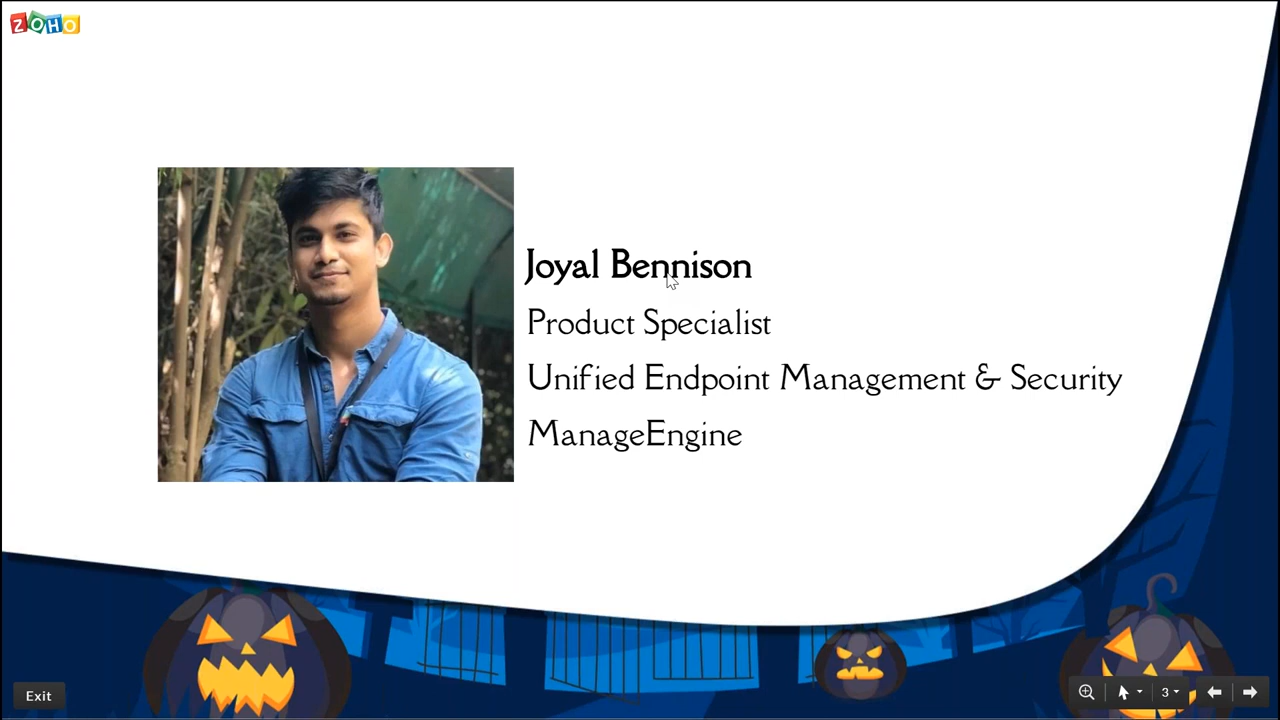 ZOHO
Joyal Bennison
Product Specialist
Unified Endpoint Management & Security
ManageEngine
Exit
3